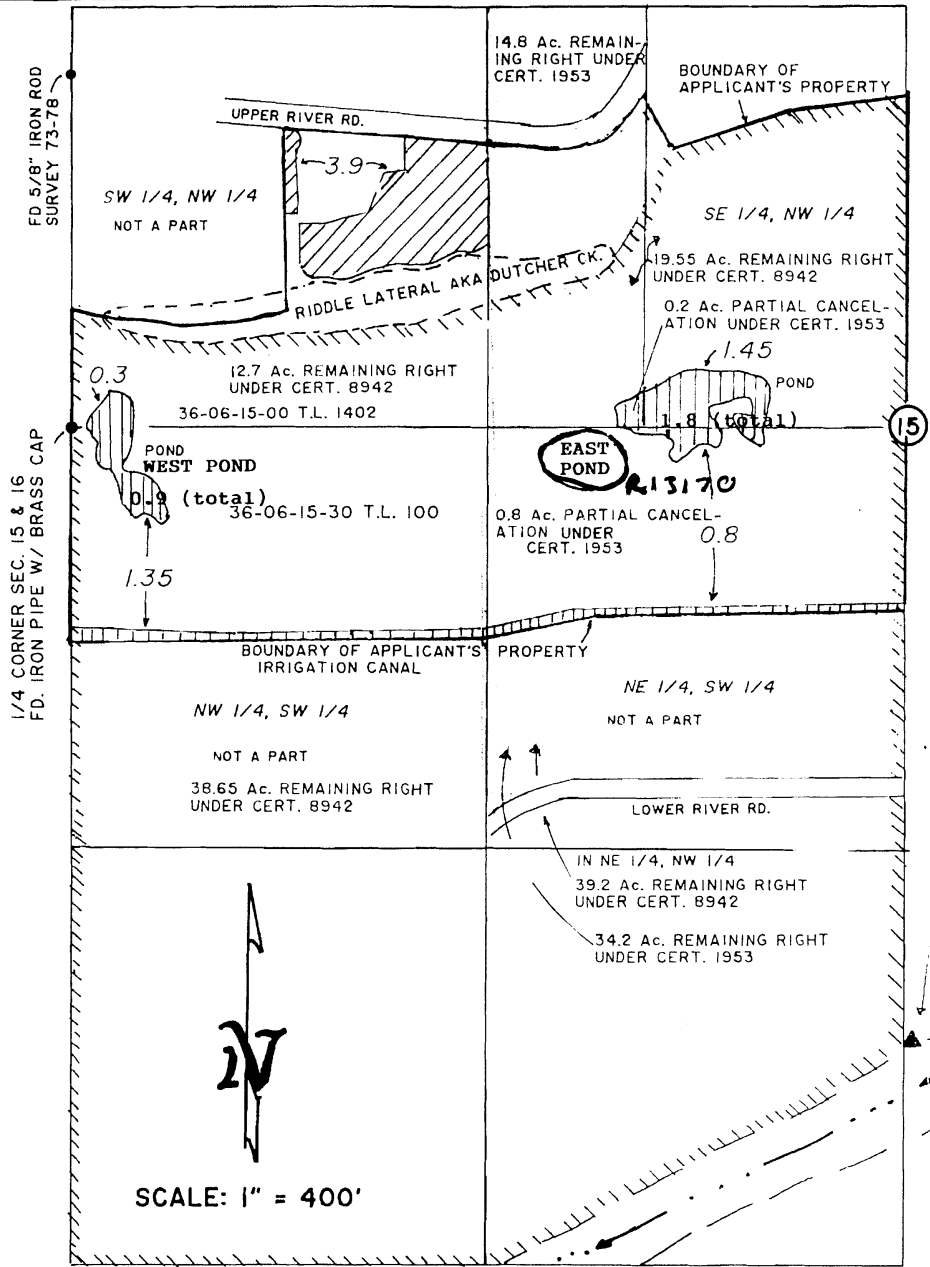 14.8 Ac. REMAIN-
ING RIGHT UNDER
CERT. 1953
BOUNDARY OF
APPLICANT'S PROPERTY
FD 5/8" IRON ROD
SURVEY 73-78
UPPER RIVER RD.
3.9
SW 1/4, NW 1/4
NOT A PART
SE 1/4, NW 1/4
19.55 Ac. REMAINING RIGHT
UNDER CERT. 8942
RIDDLE LATERAL AKA DUTCHER CK.
0.2 Ac. PARTIAL CANCEL-
ATION UNDER CERT. 1953
1.45
POND
12.7 Ac. REMAINING RIGHT
UNDER CERT. 8942
36-06-15-00 T.L. 1402
0.3
1.8 (total)
15
1/4 CORNER SEC. 15 & 16
FD. IRON PIPE W/ BRASS CAP
POND
WEST POND
0.9 (total)
36-06-15-30 T.L. 100
EAST
POND
R13170
0.8 Ac. PARTIAL CANCEL-
ATION UNDER
CERT. 1953
0.8
1.35
BOUNDARY OF APPLICANT'S PROPERTY
IRRIGATION CANAL
NW 1/4, SW 1/4
NOT A PART
38.65 Ac. REMAINING RIGHT
UNDER CERT. 8942
NE 1/4, SW 1/4
NOT A PART
LOWER RIVER RD.
IN NE 1/4, NW 1/4
39.2 Ac. REMAINING RIGHT
UNDER CERT. 8942
34.2 Ac. REMAINING RIGHT
UNDER CERT. 1953
N
SCALE: 1" = 400'